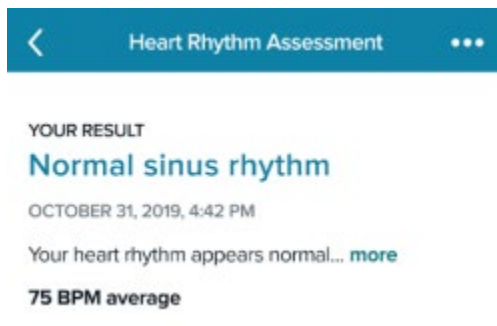 Heart Rhythm Assessment
YOUR RESULT
Normal sinus rhythm
OCTOBER 31, 2019, 4:42 PM
Your heart rhythm appears normal... more
75 BPM average